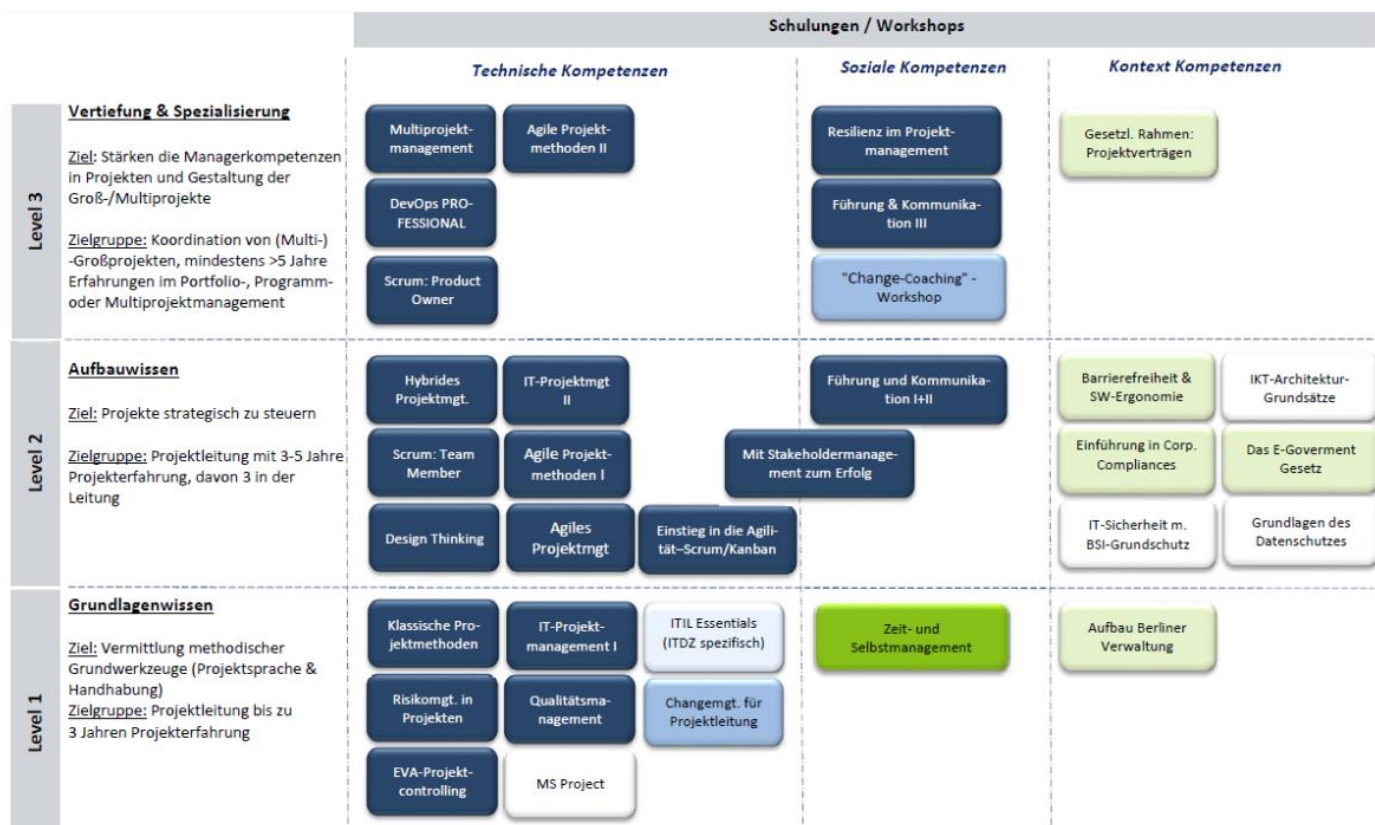 Schulungen / Workshops
Technische Kompetenzen
Soziale Kompetenzen
Kontext Kompetenzen
Level 3
Vertiefung & Spezialisierung
Ziel: Stärken die Managerkompetenzen
in Projekten und Gestaltung der
Groß-/Multiprojekte
Zielgruppe: Koordination von (Multi-)
-Großprojekten, mindestens >5 Jahre
Erfahrungen im Portfolio-, Programm-
oder Multiprojektmanagement
Multiprojekt-
management
Agile Projekt-
methoden II
DevOps PRO-
FESSIONAL
Scrum: Product
Owner
Resilienz im Projekt-
management
Führung & Kommunika-
tion III
"Change-Coaching" -
Workshop
Gesetzl. Rahmen:
Projektverträgen
Level 2
Aufbauwissen
Ziel: Projekte strategisch zu steuern
Zielgruppe: Projektleitung mit 3-5 Jahre
Projekterfahrung, davon 3 in der
Leitung
Hybrides
Projektmgt.
IT-Projektmgt
II
Scrum: Team
Member
Agile Projekt-
methoden I
Design Thinking
Agiles
Projektmgt
Einstieg in die Agili-
tät–Scrum/Kanban
Führung und Kommunika-
tion I+II
Mit Stakeholdermanage-
ment zum Erfolg
Barrierefreiheit &
SW-Ergonomie
IKT-Architektur-
Grundsätze
Einführung in Corp.
Compliances
Das E-Goverment
Gesetz
IT-Sicherheit m.
BSI-Grundschutz
Grundlagen des
Datenschutzes
Level 1
Grundlagenwissen
Ziel: Vermittlung methodischer
Grundwerkzeuge (Projektsprache &
Handhabung)
Zielgruppe: Projektleitung bis zu
3 Jahren Projekterfahrung
Klassische Pro-
jektmethoden
IT-Projekt-
management I
ITIL Essentials
(ITDZ spezifisch)
Risikomgt. in
Projekten
Qualitätsma-
nagement
Changemgt. für
Projektleitung
EVA-Projekt-
controlling
MS Project
Zeit- und
Selbstmanagement
Aufbau Berliner
Verwaltung